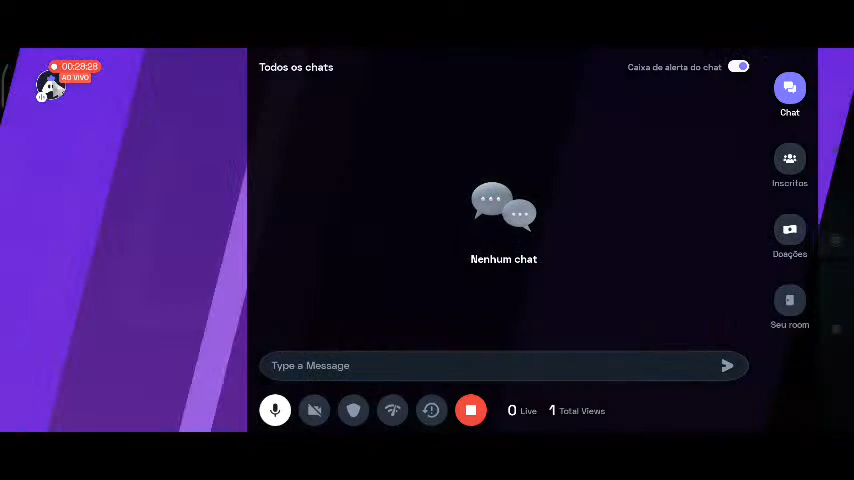 00:28:28
AO VIVO
Todos os chats
Caixa de alerta do chat
Chat
Inscritos
Doações
Seu room
Nenhum chat
Type a Message
0 Live 1 Total Views